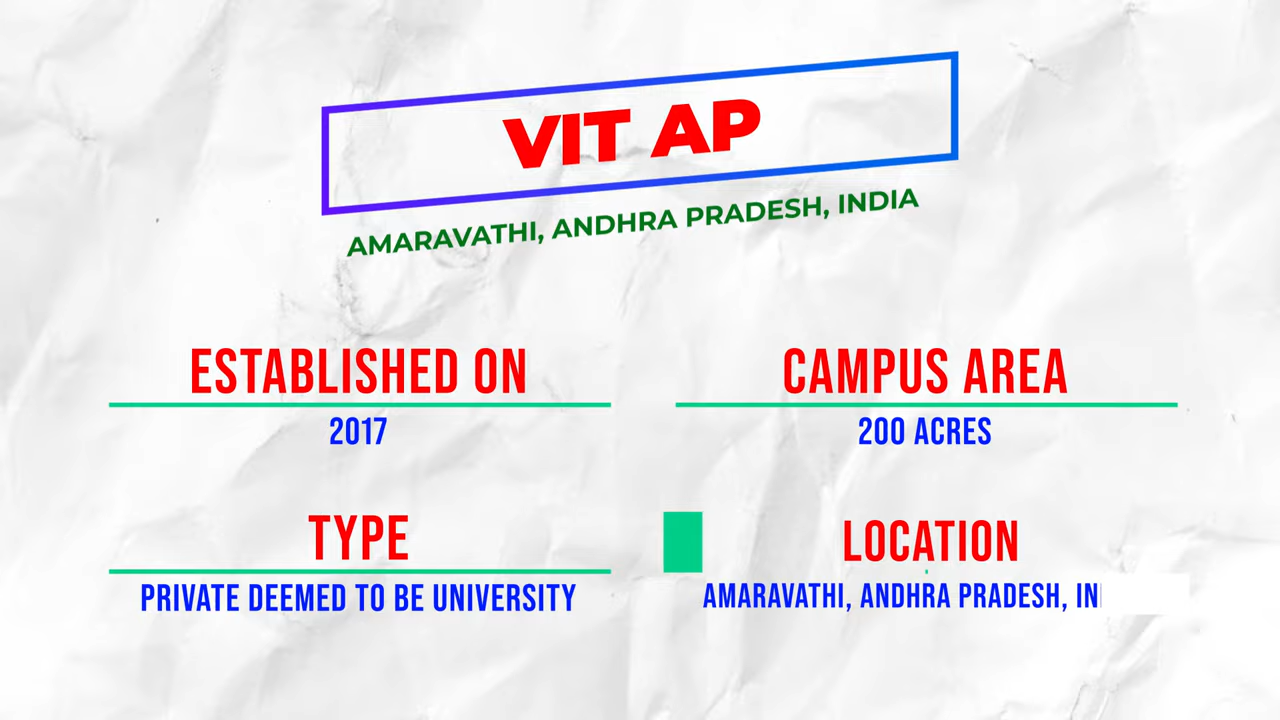 VIT AP
AMARAVATHI, ANDHRA PRADESH, INDIA
ESTABLISHED ON
2017
CAMPUS AREA
200 ACRES
TYPE
PRIVATE DEEMED TO BE UNIVERSITY
LOCATION
AMARAVATHI, ANDHRA PRADESH,